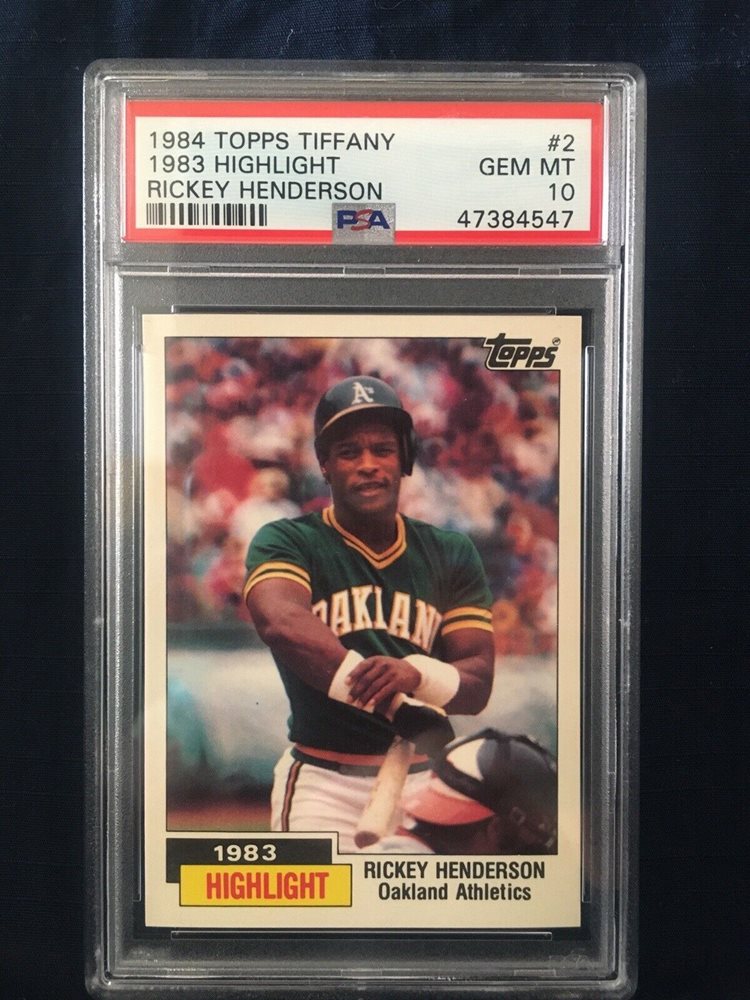 1984 TOPPS TIFFANY #2
1983 HIGHLIGHT GEM MT
RICKEY HENDERSON 10
PSA 47384547
Topps
A's
OAKLAND
1983
HIGHLIGHT
RICKEY HENDERSON
Oakland Athletics